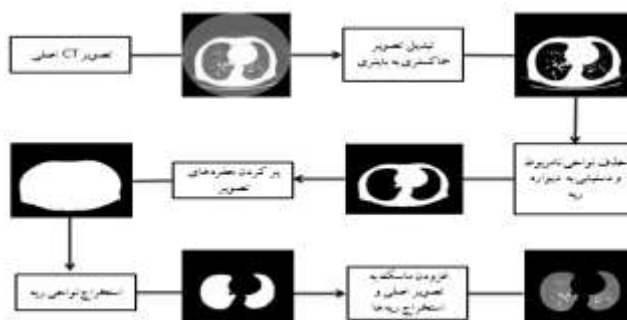 تصویر CT اصلی
تبدیل تصویر
خاکستری به باینری
حذف نواحی نامربوط
و دستیابی به دیواره
ریه
پر کردن حفره‌های
تصویر
استخراج نواحی ریه
افزودن ماسک به
تصویر اصلی و
استخراج ریه ها